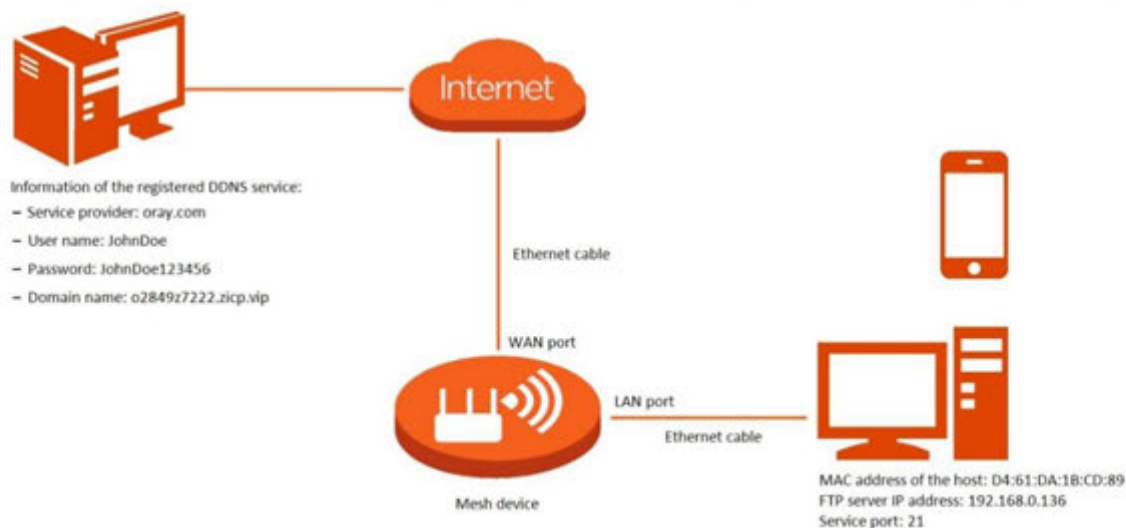 Internet
Information of the registered DDNS service:
– Service provider: oray.com
– User name: JohnDoe
– Password: JohnDoe123456
– Domain name: o2849z7222.zicp.vip
Ethernet cable
WAN port
LAN port
Ethernet cable
Mesh device
MAC address of the host: D4:61:DA:1B:CD:89
FTP server IP address: 192.168.0.136
Service port: 21